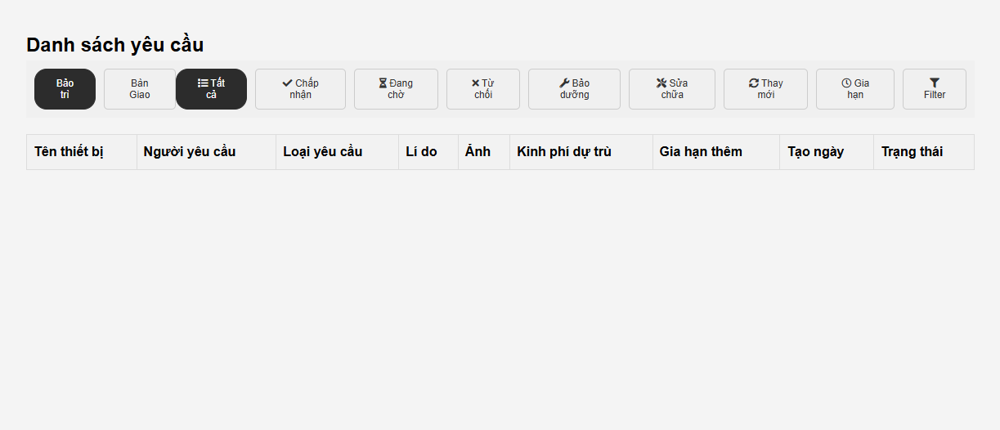 Danh sách yêu cầu
Bảo
trì
Bàn
Giao
Tất
cả
Chấp
nhận
Đang
chờ
Từ
chối
Bảo
dưỡng
Sửa
chữa
Thay
mới
Gia
hạn
Filter
Tên thiết bị Người yêu cầu Loại yêu cầu Lí do Ảnh Kinh phí dự trù Gia hạn thêm Tạo ngày Trạng thái